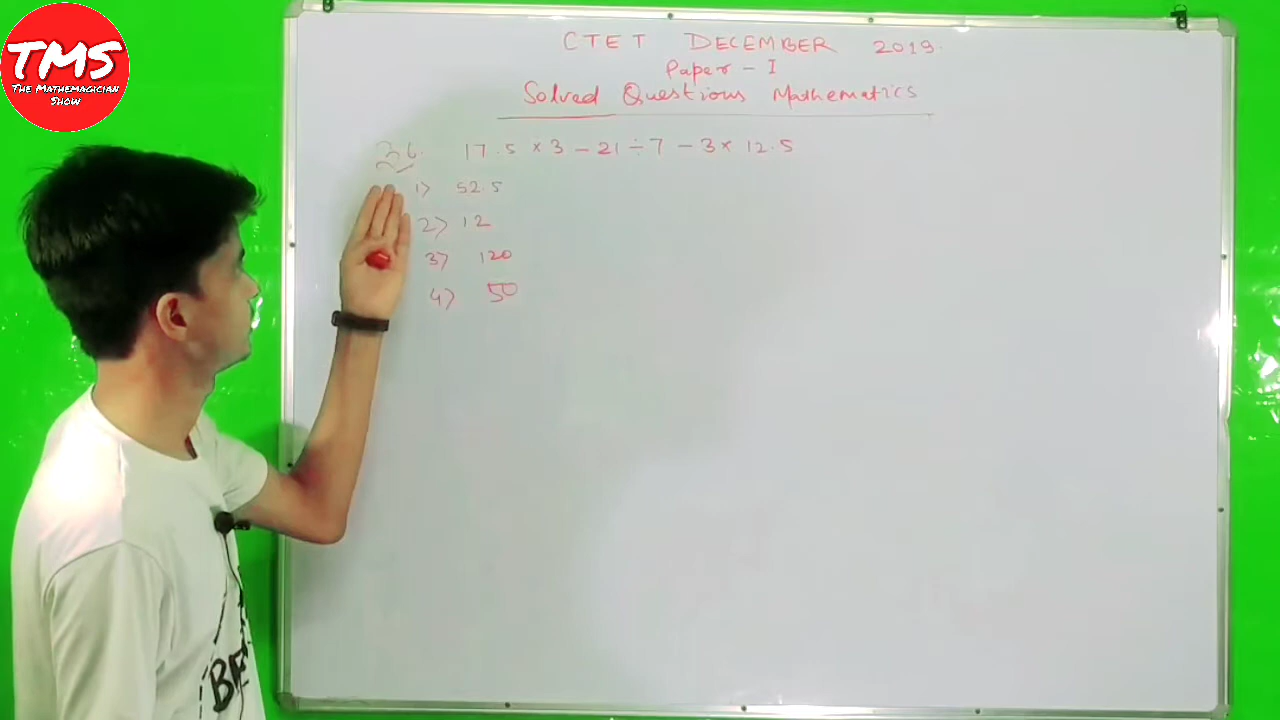 TMS
The Mathemagician
Show
CTET DECEMBER 2019.
Paper - I
Solved Questions Mathematics
36. 17.5 × 3 - 21 ÷ 7 - 3 × 12.5
1) 52.5
2) 12
3) 120
4) 50